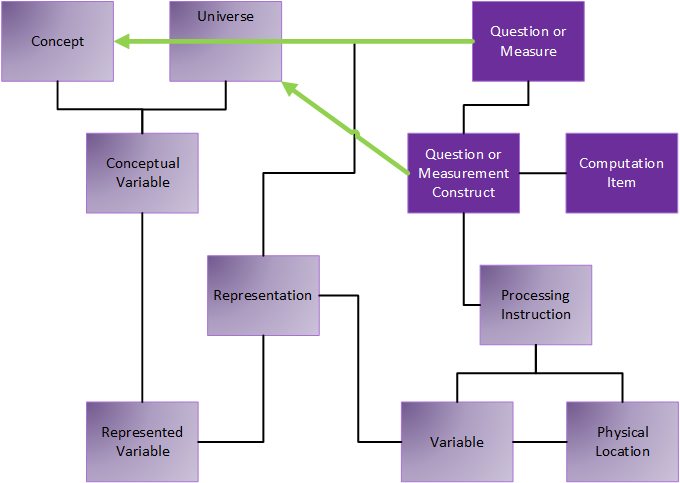 Concept
Universe
Question or
Measure
Conceptual
Variable
Question or
Measurement
Construct
Computation
Item
Representation
Processing
Instruction
Represented
Variable
Variable
Physical
Location